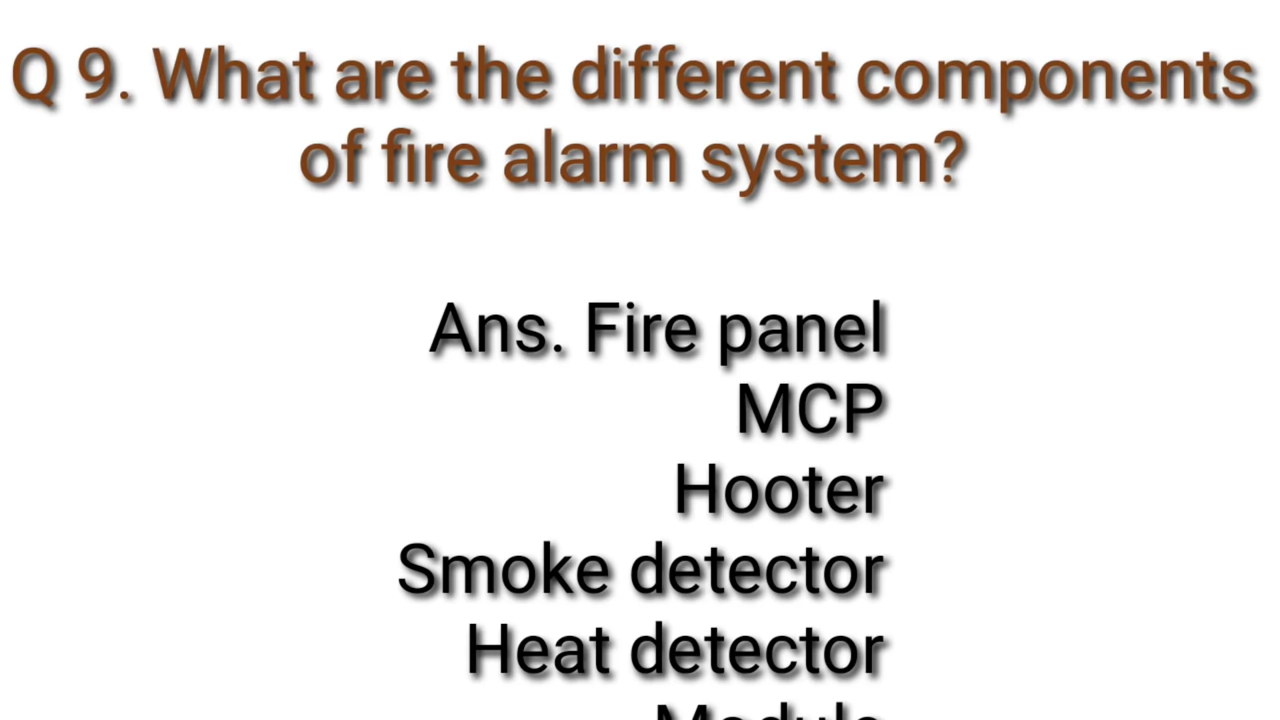 Q 9. What are the different components
of fire alarm system?
Ans. Fire panel
MCP
Hooter
Smoke detector
Heat detector
Module